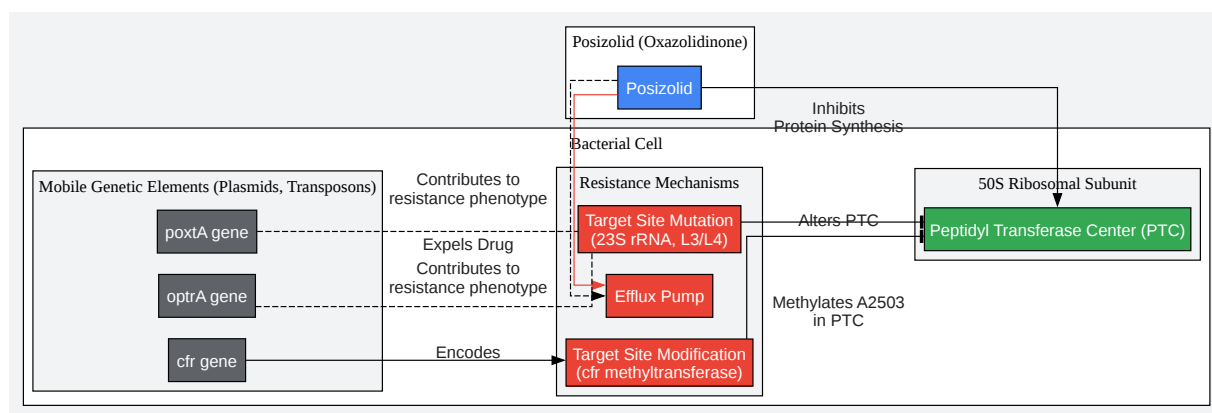 Posizolid (Oxazolidinone)
Posizolid
Inhibits
Protein Synthesis
Bacterial Cell
Mobile Genetic Elements (Plasmids, Transposons)
Contributes to
resistance phenotype
Resistance Mechanisms
50S Ribosomal Subunit
poxtA gene
Target Site Mutation
(23S rRNA, L3/L4)
Alters PTC
Peptidyl Transferase Center (PTC)
Expels Drug
Contributes to
resistance phenotype
optrA gene
Efflux Pump
Methylates A2503
in PTC
cfr gene
Encodes
Target Site Modification
(cfr methyltransferase)